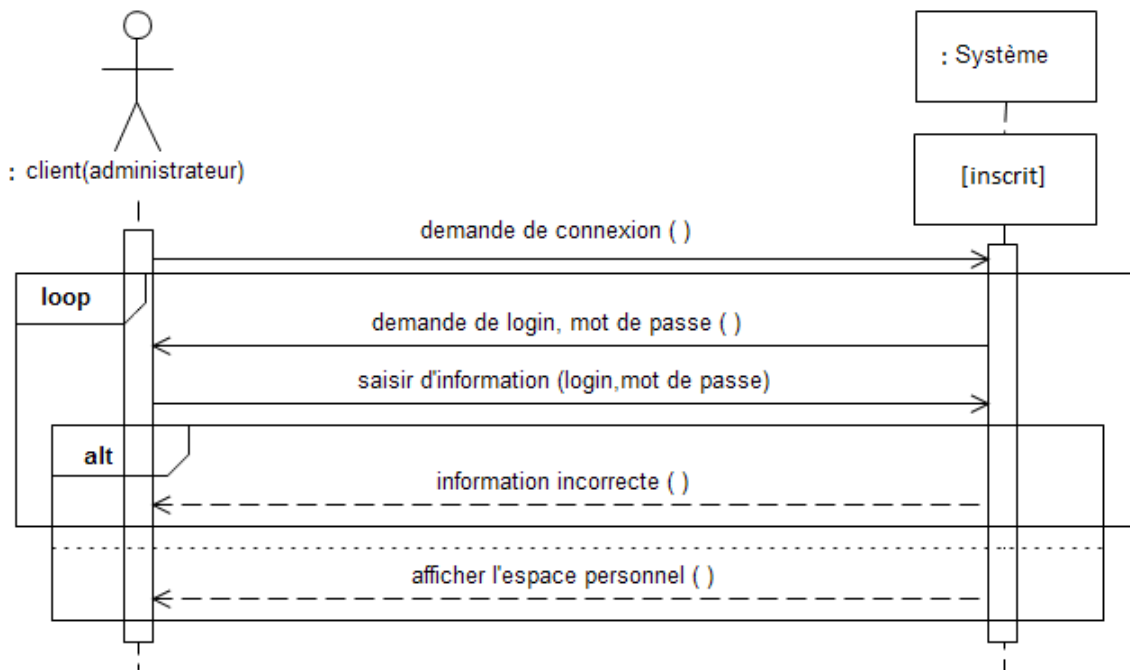 : Système
: client(administrateur)
[inscrit]
demande de connexion ( )
loop
demande de login, mot de passe ( )
saisir d'information (login,mot de passe)
alt
information incorrecte ( )
afficher l'espace personnel ( )